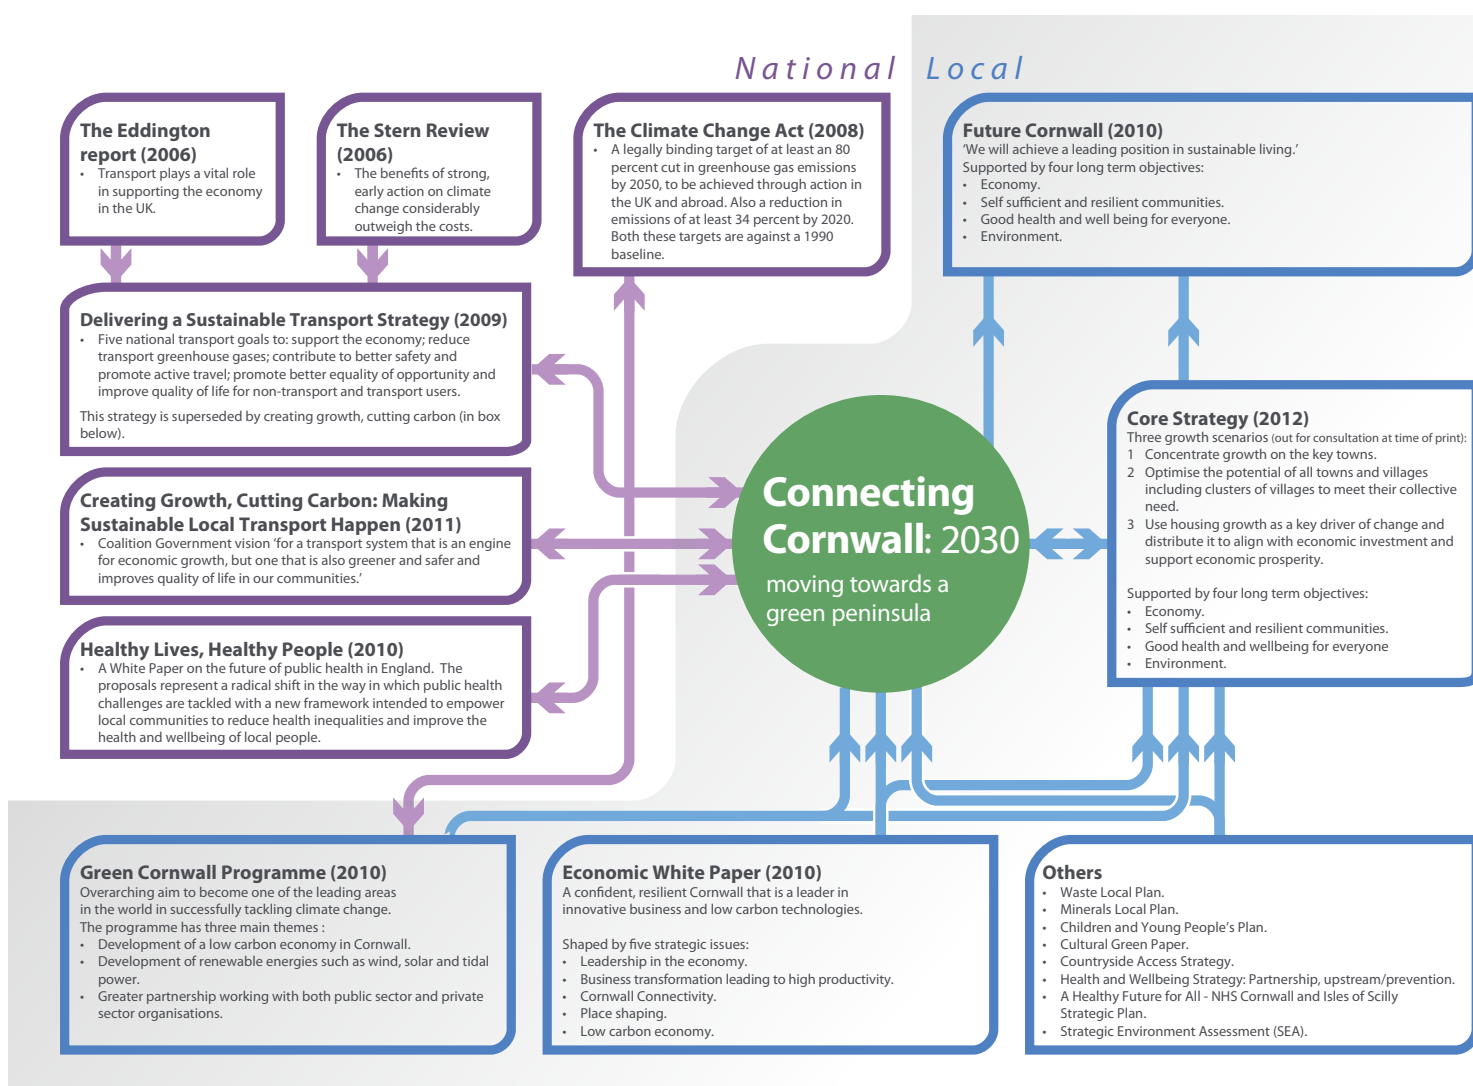 National
Local
The Eddington
report (2006)
• Transport plays a vital role
in supporting the economy
in the UK.
The Stern Review
(2006)
• The benefits of strong,
early action on climate
change considerably
outweigh the costs.
The Climate Change Act (2008)
• A legally binding target of at least an 80
percent cut in greenhouse gas emissions
by 2050, to be achieved through action in
the UK and abroad. Also a reduction in
emissions of at least 34 percent by 2020.
Both these targets are against a 1990
baseline.
Future Cornwall (2010)
‘We will achieve a leading position in sustainable living.’
Supported by four long term objectives:
• Economy.
• Self sufficient and resilient communities.
• Good health and well being for everyone.
• Environment.
Delivering a Sustainable Transport Strategy (2009)
• Five national transport goals to: support the economy; reduce
transport greenhouse gases; contribute to better safety and
promote active travel; promote better equality of opportunity and
improve quality of life for non-transport and transport users.
This strategy is superseded by creating growth, cutting carbon (in box
below).
Creating Growth, Cutting Carbon: Making
Sustainable Local Transport Happen (2011)
• Coalition Government vision ‘for a transport system that is an engine
for economic growth, but one that is also greener and safer and
improves quality of life in our communities.’
Healthy Lives, Healthy People (2010)
• A White Paper on the future of public health in England. The
proposals represent a radical shift in the way in which public health
challenges are tackled with a new framework intended to empower
local communities to reduce health inequalities and improve the
health and wellbeing of local people.
Connecting
Cornwall: 2030
moving towards a
green peninsula
Core Strategy (2012)
Three growth scenarios (out for consultation at time of print):
1 Concentrate growth on the key towns.
2 Optimise the potential of all towns and villages
including clusters of villages to meet their collective
need.
3 Use housing growth as a key driver of change and
distribute it to align with economic investment and
support economic prosperity.
Supported by four long term objectives:
• Economy.
• Self sufficient and resilient communities.
• Good health and wellbeing for everyone
• Environment.
Green Cornwall Programme (2010)
Overarching aim to become one of the leading areas
in the world in successfully tackling climate change.
The programme has three main themes :
• Development of a low carbon economy in Cornwall.
• Development of renewable energies such as wind, solar and tidal
power.
• Greater partnership working with both public sector and private
sector organisations.
Economic White Paper (2010)
A confident, resilient Cornwall that is a leader in
innovative business and low carbon technologies.
Shaped by five strategic issues:
• Leadership in the economy.
• Business transformation leading to high productivity.
• Cornwall Connectivity.
• Place shaping.
• Low carbon economy.
Others
• Waste Local Plan.
• Minerals Local Plan.
• Children and Young People’s Plan.
• Cultural Green Paper.
• Countryside Access Strategy.
• Health and Wellbeing Strategy: Partnership, upstream/prevention.
• A Healthy Future for All - NHS Cornwall and Isles of Scilly
Strategic Plan.
• Strategic Environment Assessment (SEA).